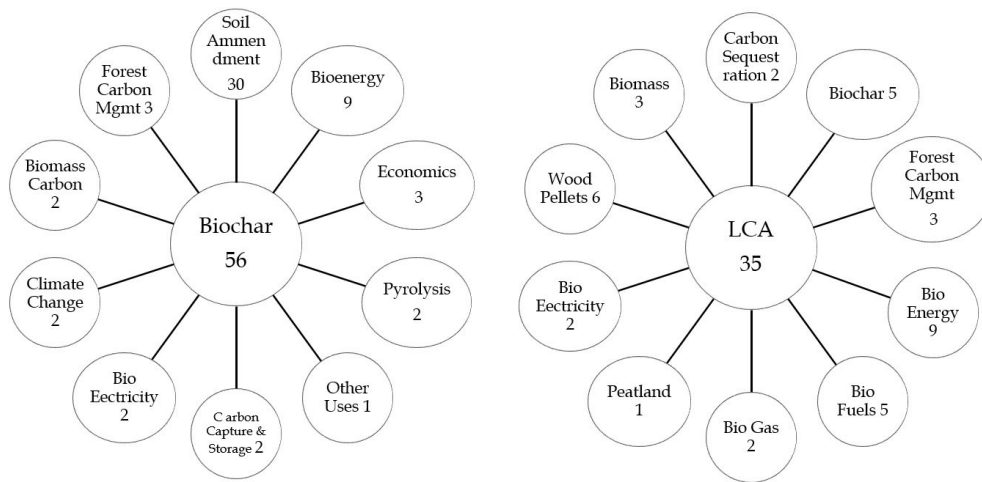 Soil
Ammen
dment
30
Bioenergy
9
Economics
3
Pyrolysis
2
Other
Uses 1
C arbon
Capture &
Storage 2
Bio
Eectricity
2
Climate
Change
2
Biomass
Carbon
2
Forest
Carbon
Mgmt 3
Biochar
56
Carbon
Sequest
ration 2
Biochar 5
Forest
Carbon
Mgmt
3
Bio
Energy
9
Bio
Fuels 5
Bio Gas
2
Peatland
1
Bio
Eectricity
2
Wood
Pellets 6
Biomass
3
LCA
35